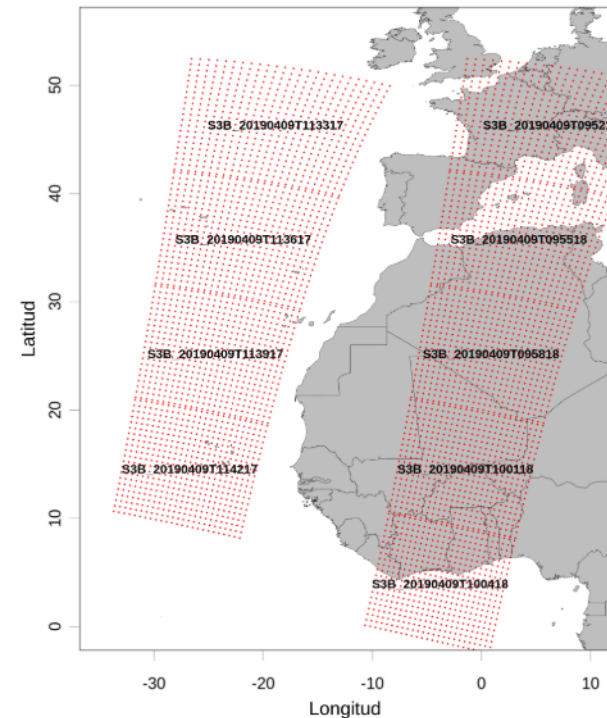 50
S3B_20190409T113317
S3B_20190409T0952
40
S3B_20190409T113617
S3B_20190409T095518
30
S3B_20190409T113917
S3B_20190409T095818
20
S3B_20190409T114217
S3B_20190409T100118
10
S3B_20190409T100418
0
Latitud
-30
-20
-10
0
10
Longitud